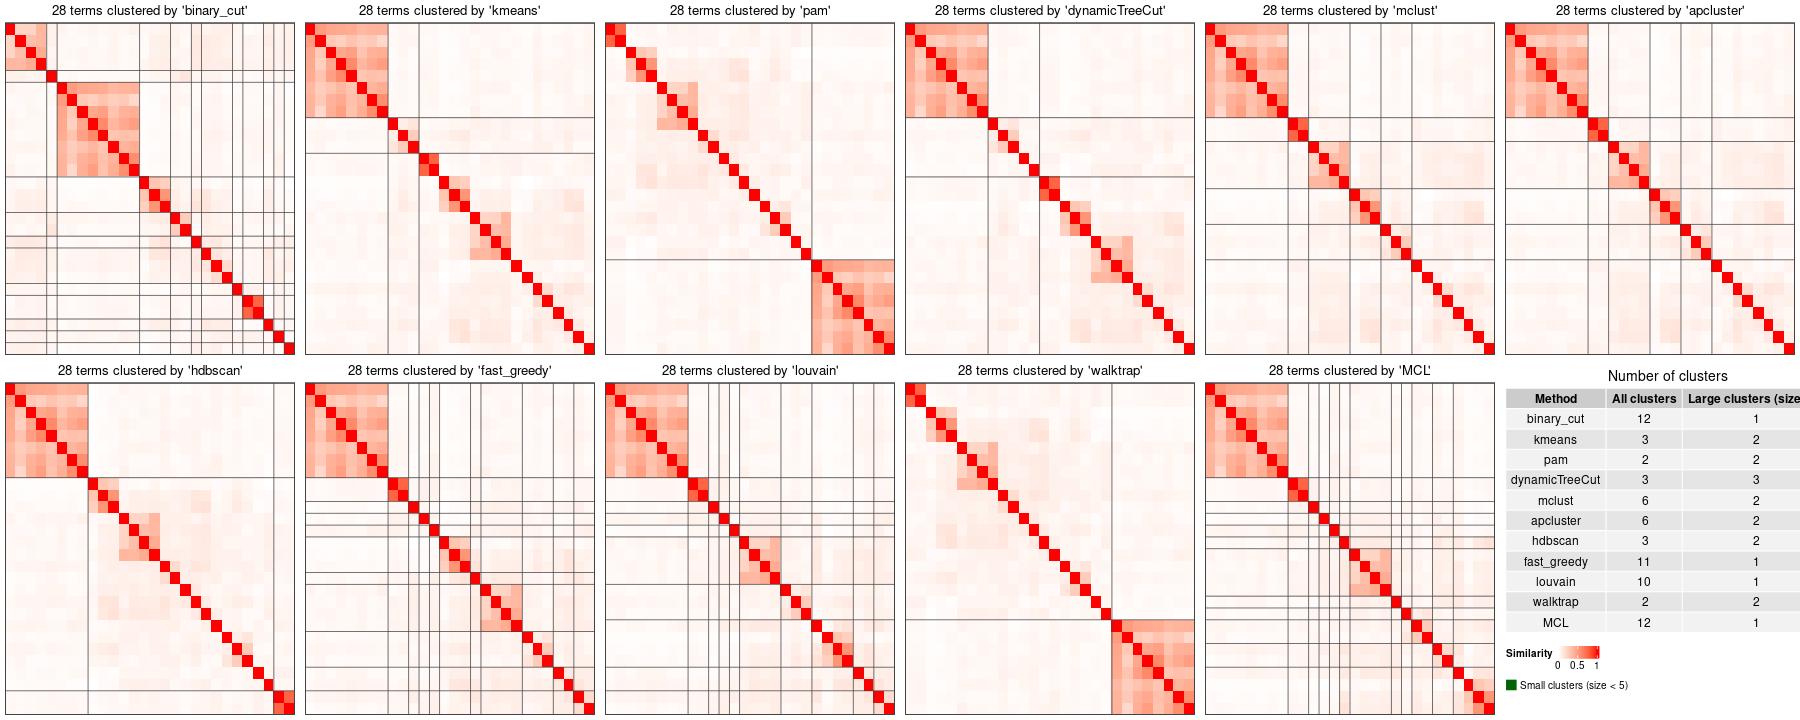 28 terms clustered by 'binary_cut'
28 terms clustered by 'kmeans'
28 terms clustered by 'pam'
28 terms clustered by 'dynamicTreeCut'
28 terms clustered by 'mclust'
28 terms clustered by 'apcluster'
28 terms clustered by 'hdbscan'
28 terms clustered by 'fast_greedy'
28 terms clustered by 'louvain'
28 terms clustered by 'walktrap'
28 terms clustered by 'MCL'
Number of clusters
Method All clusters Large clusters (size
binary_cut 12 1
kmeans 3 2
pam 2 2
dynamicTreeCut 3 3
mclust 6 2
apcluster 6 2
hdbscan 3 2
fast_greedy 11 1
louvain 10 1
walktrap 2 2
MCL 12 1
Similarity
0 0.5 1
Small clusters (size < 5)